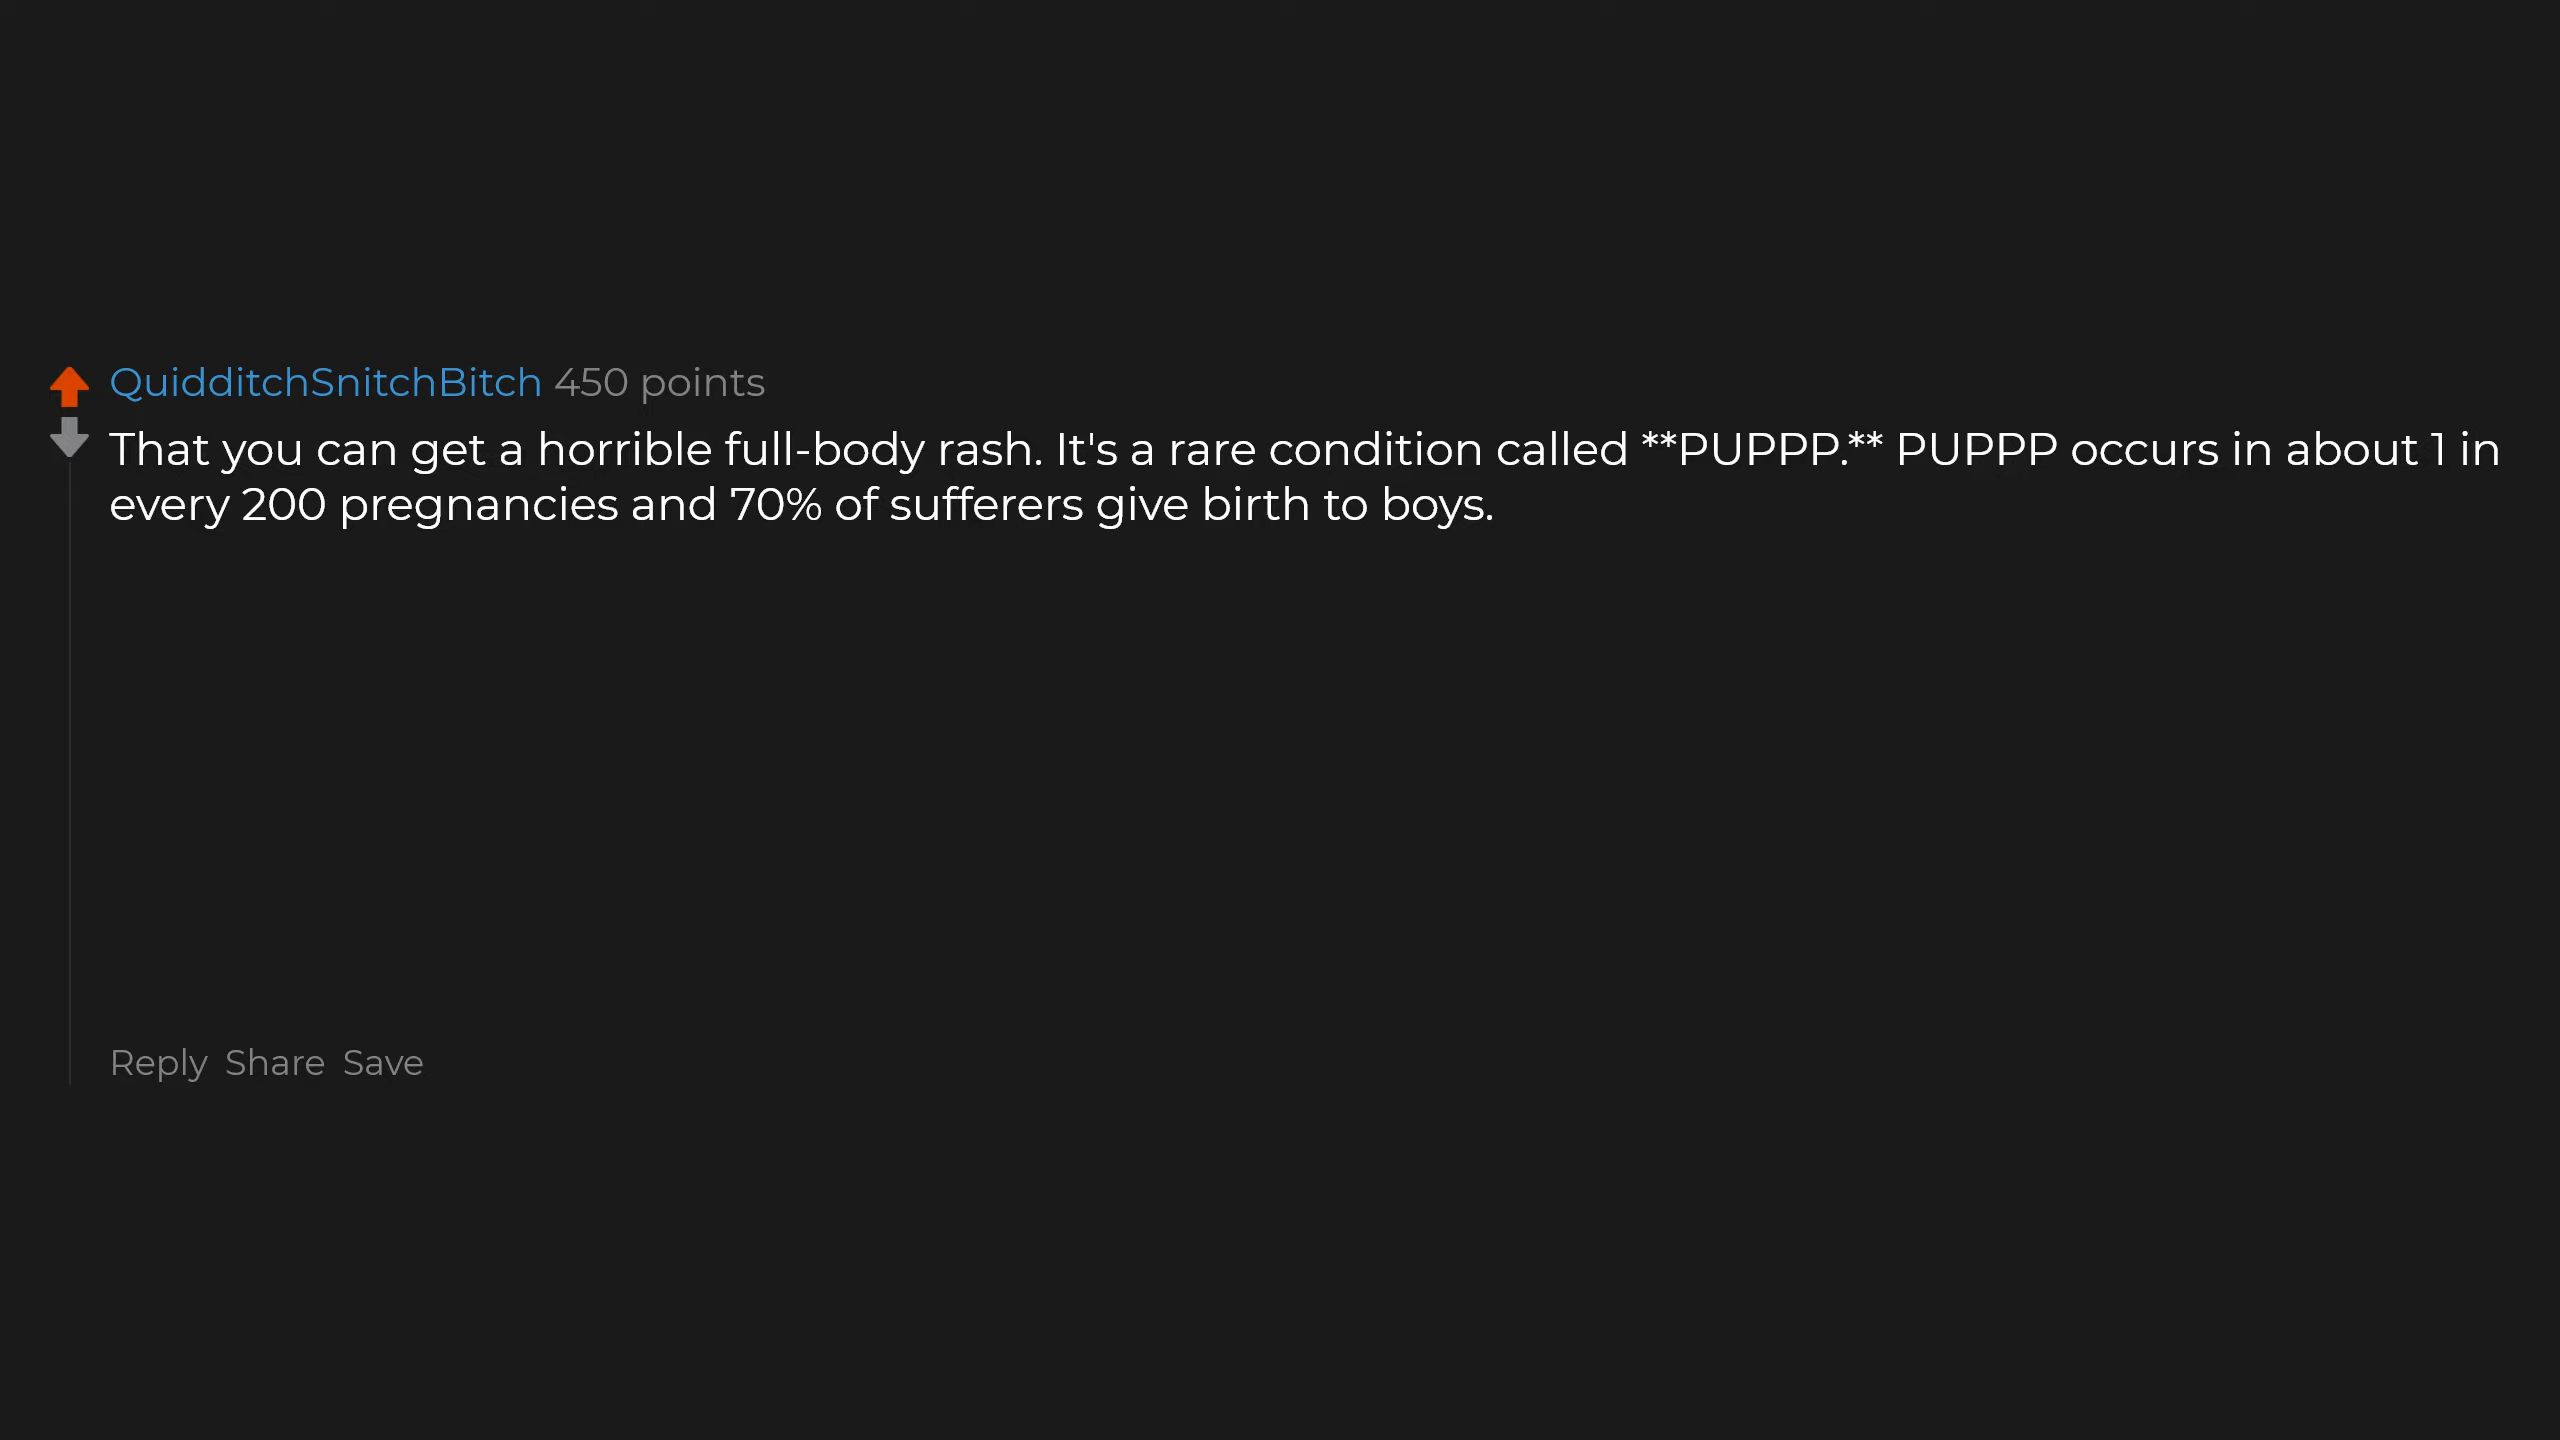 QuidditchSnitchBitch 450 points
That you can get a horrible full-body rash. It's a rare condition called **PUPPP.** PUPPP occurs in about 1 in
every 200 pregnancies and 70% of sufferers give birth to boys.
Reply Share Save